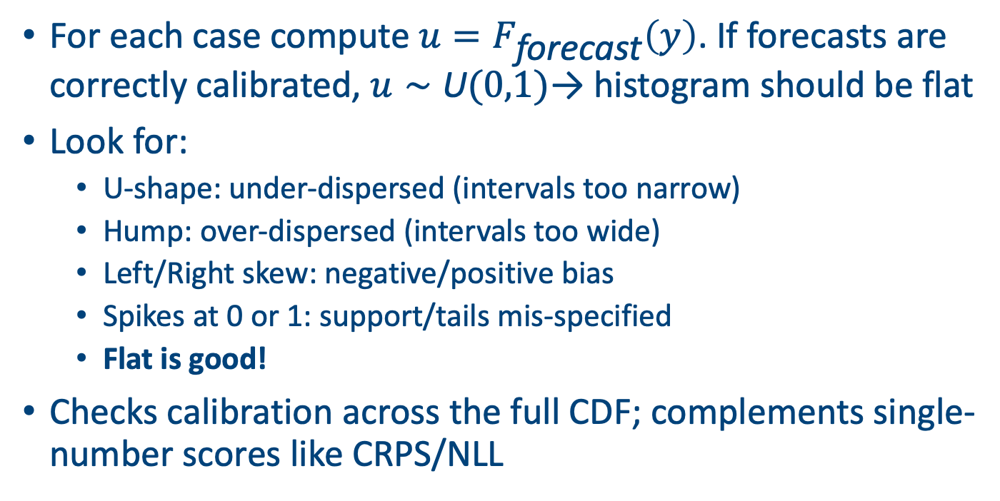 • For each case compute u = F_forecast(y). If forecasts are
correctly calibrated, u ~ U(0,1)→ histogram should be flat
• Look for:
• U-shape: under-dispersed (intervals too narrow)
• Hump: over-dispersed (intervals too wide)
• Left/Right skew: negative/positive bias
• Spikes at 0 or 1: support/tails mis-specified
• Flat is good!
• Checks calibration across the full CDF; complements single-
number scores like CRPS/NLL